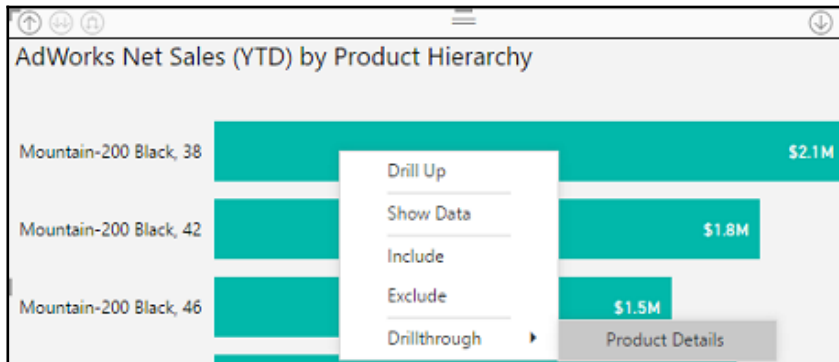 AdWorks Net Sales (YTD) by Product Hierarchy
Mountain-200 Black, 38
$2.1M
Drill Up
Show Data
Mountain-200 Black, 42
$1.8M
Include
Exclude
Mountain-200 Black, 46
$1.5M
Drillthrough
Product Details